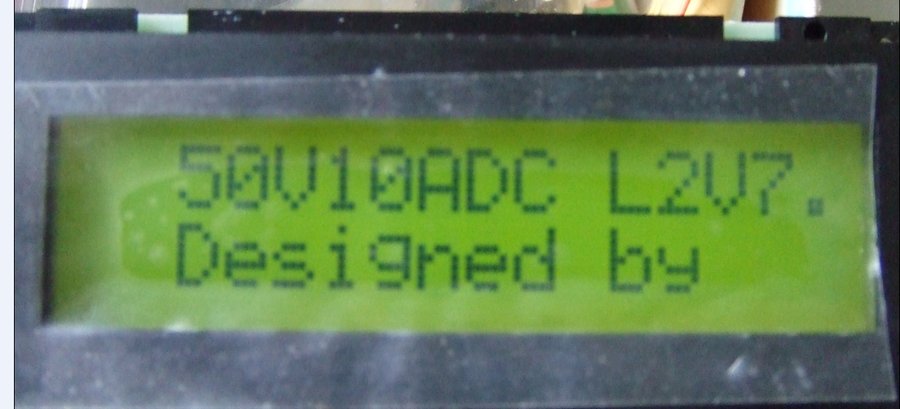 50V10ADC L2V7.
Designed by